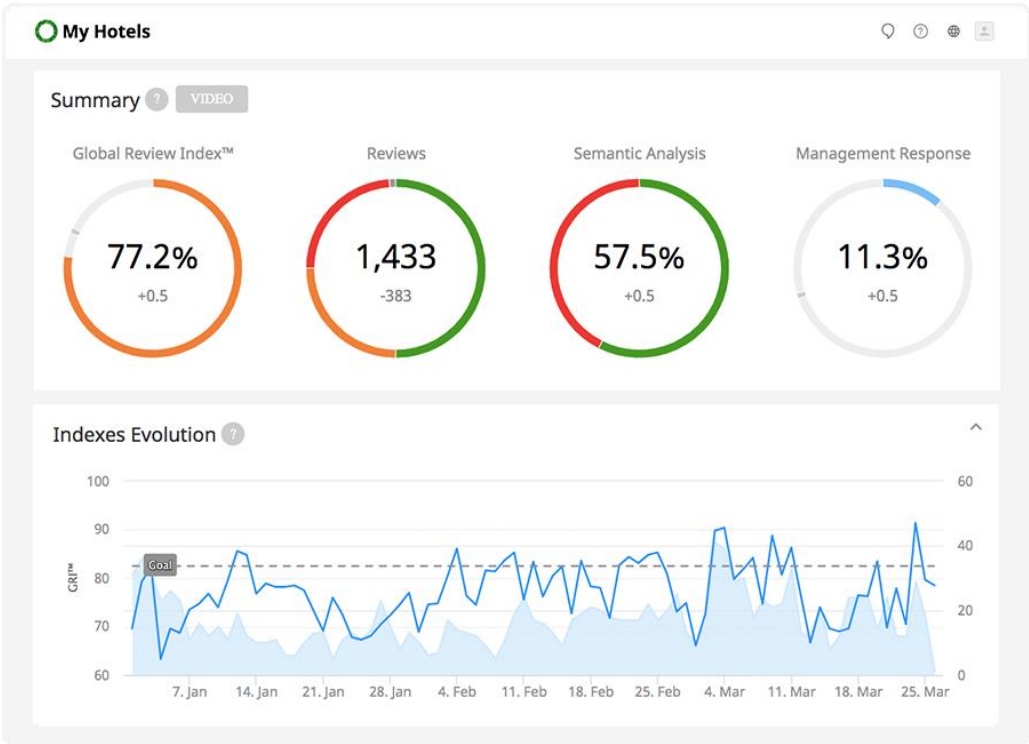 My Hotels
?
Summary ? VIDEO
Global Review Index™
Reviews
Semantic Analysis
Management Response
77.2%
+0.5
1,433
-383
57.5%
+0.5
11.3%
+0.5
Indexes Evolution ?
GRI™
100
90
80
70
60
Goal
60
40
20
0
7. Jan
14. Jan
21. Jan
28. Jan
4. Feb
11. Feb
18. Feb
25. Feb
4. Mar
11. Mar
18. Mar
25. Mar